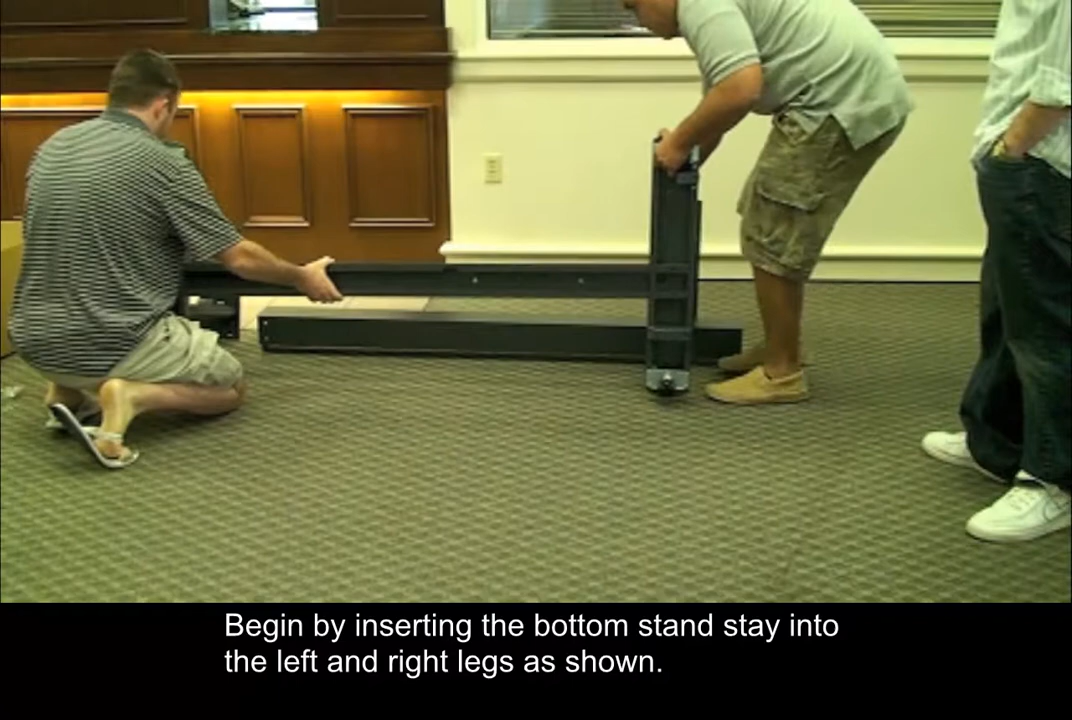 Begin by inserting the bottom stand stay into
the left and right legs as shown.